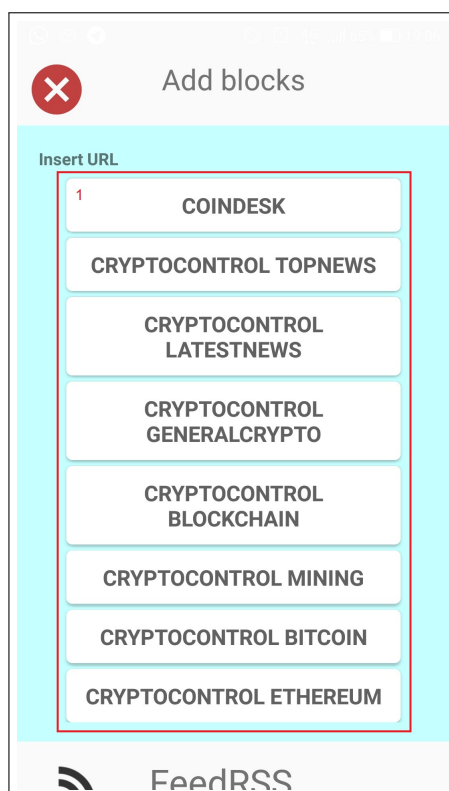 Add blocks
Insert URL
1
COINDESK
CRYPTOCONTROL TOPNEWS
CRYPTOCONTROL
LATESTNEWS
CRYPTOCONTROL
GENERALCRYPTO
CRYPTOCONTROL
BLOCKCHAIN
CRYPTOCONTROL MINING
CRYPTOCONTROL BITCOIN
CRYPTOCONTROL ETHEREUM
FeedRSS